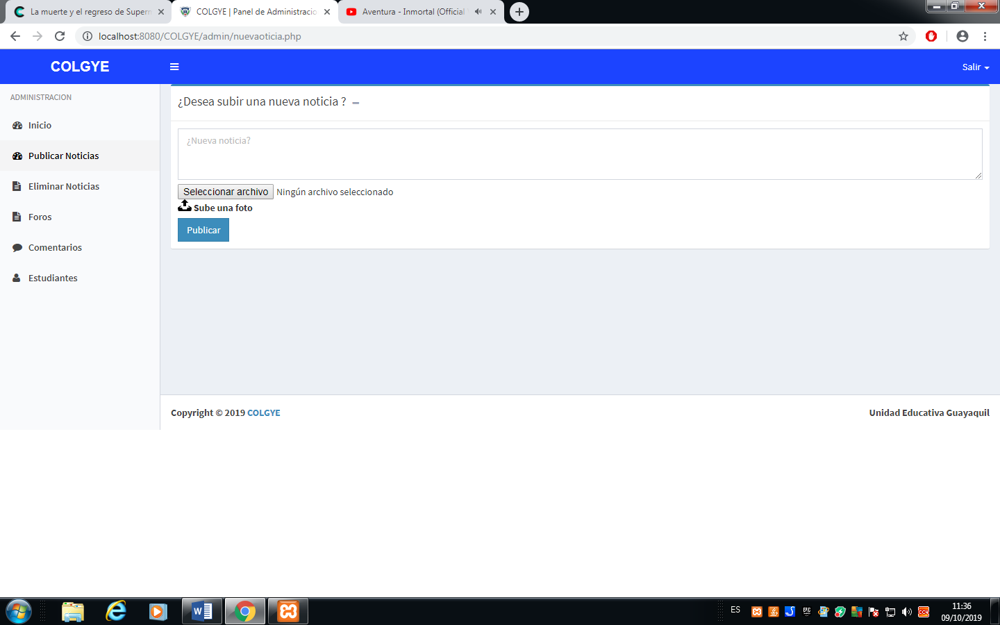 La muerte y el regreso de Supern
COLGYE | Panel de Administracio
Aventura - Inmortal (Official
localhost:8080/COLGYE/admin/nuevaoticia.php
COLGYE
Salir
ADMINISTRACION
¿Desea subir una nueva noticia ?
Inicio
¿Nueva noticia?
Publicar Noticias
Eliminar Noticias
Seleccionar archivo Ningún archivo seleccionado
Sube una foto
Foros
Publicar
Comentarios
Estudiantes
Copyright © 2019 COLGYE
Unidad Educativa Guayaquil
ES
11:36
09/10/2019